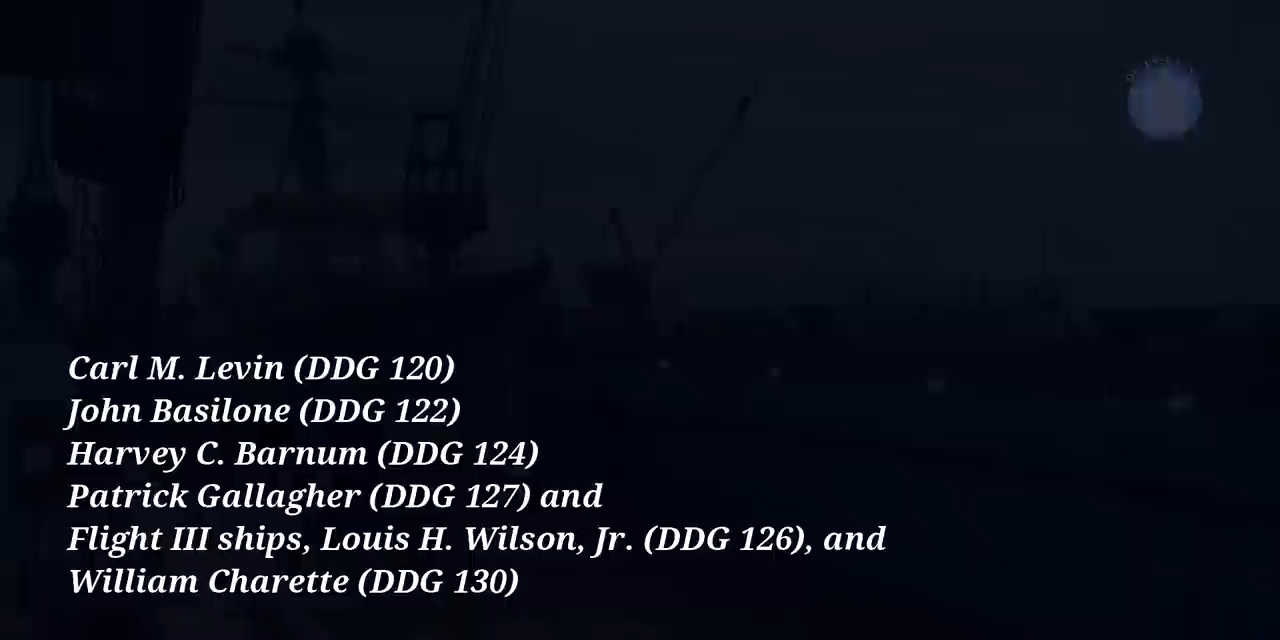 Carl M. Levin (DDG 120)
John Basilone (DDG 122)
Harvey C. Barnum (DDG 124)
Patrick Gallagher (DDG 127) and
Flight III ships, Louis H. Wilson, Jr. (DDG 126), and
William Charette (DDG 130)